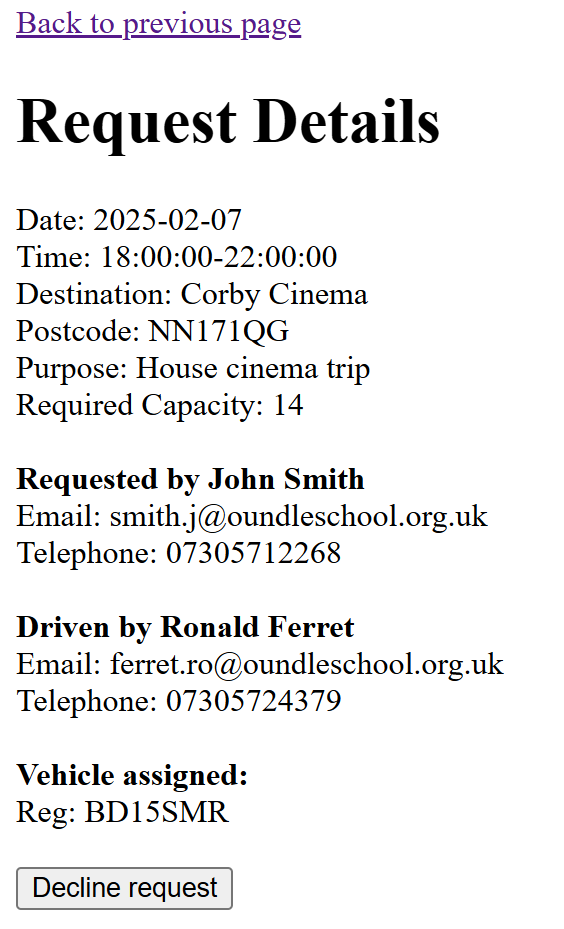 Back to previous page
Request Details
Date: 2025-02-07
Time: 18:00:00-22:00:00
Destination: Corby Cinema
Postcode: NN171QG
Purpose: House cinema trip
Required Capacity: 14
Requested by John Smith
Email: smith.j@oundleschool.org.uk
Telephone: 07305712268
Driven by Ronald Ferret
Email: ferret.ro@oundleschool.org.uk
Telephone: 07305724379
Vehicle assigned:
Reg: BD15SMR
Decline request